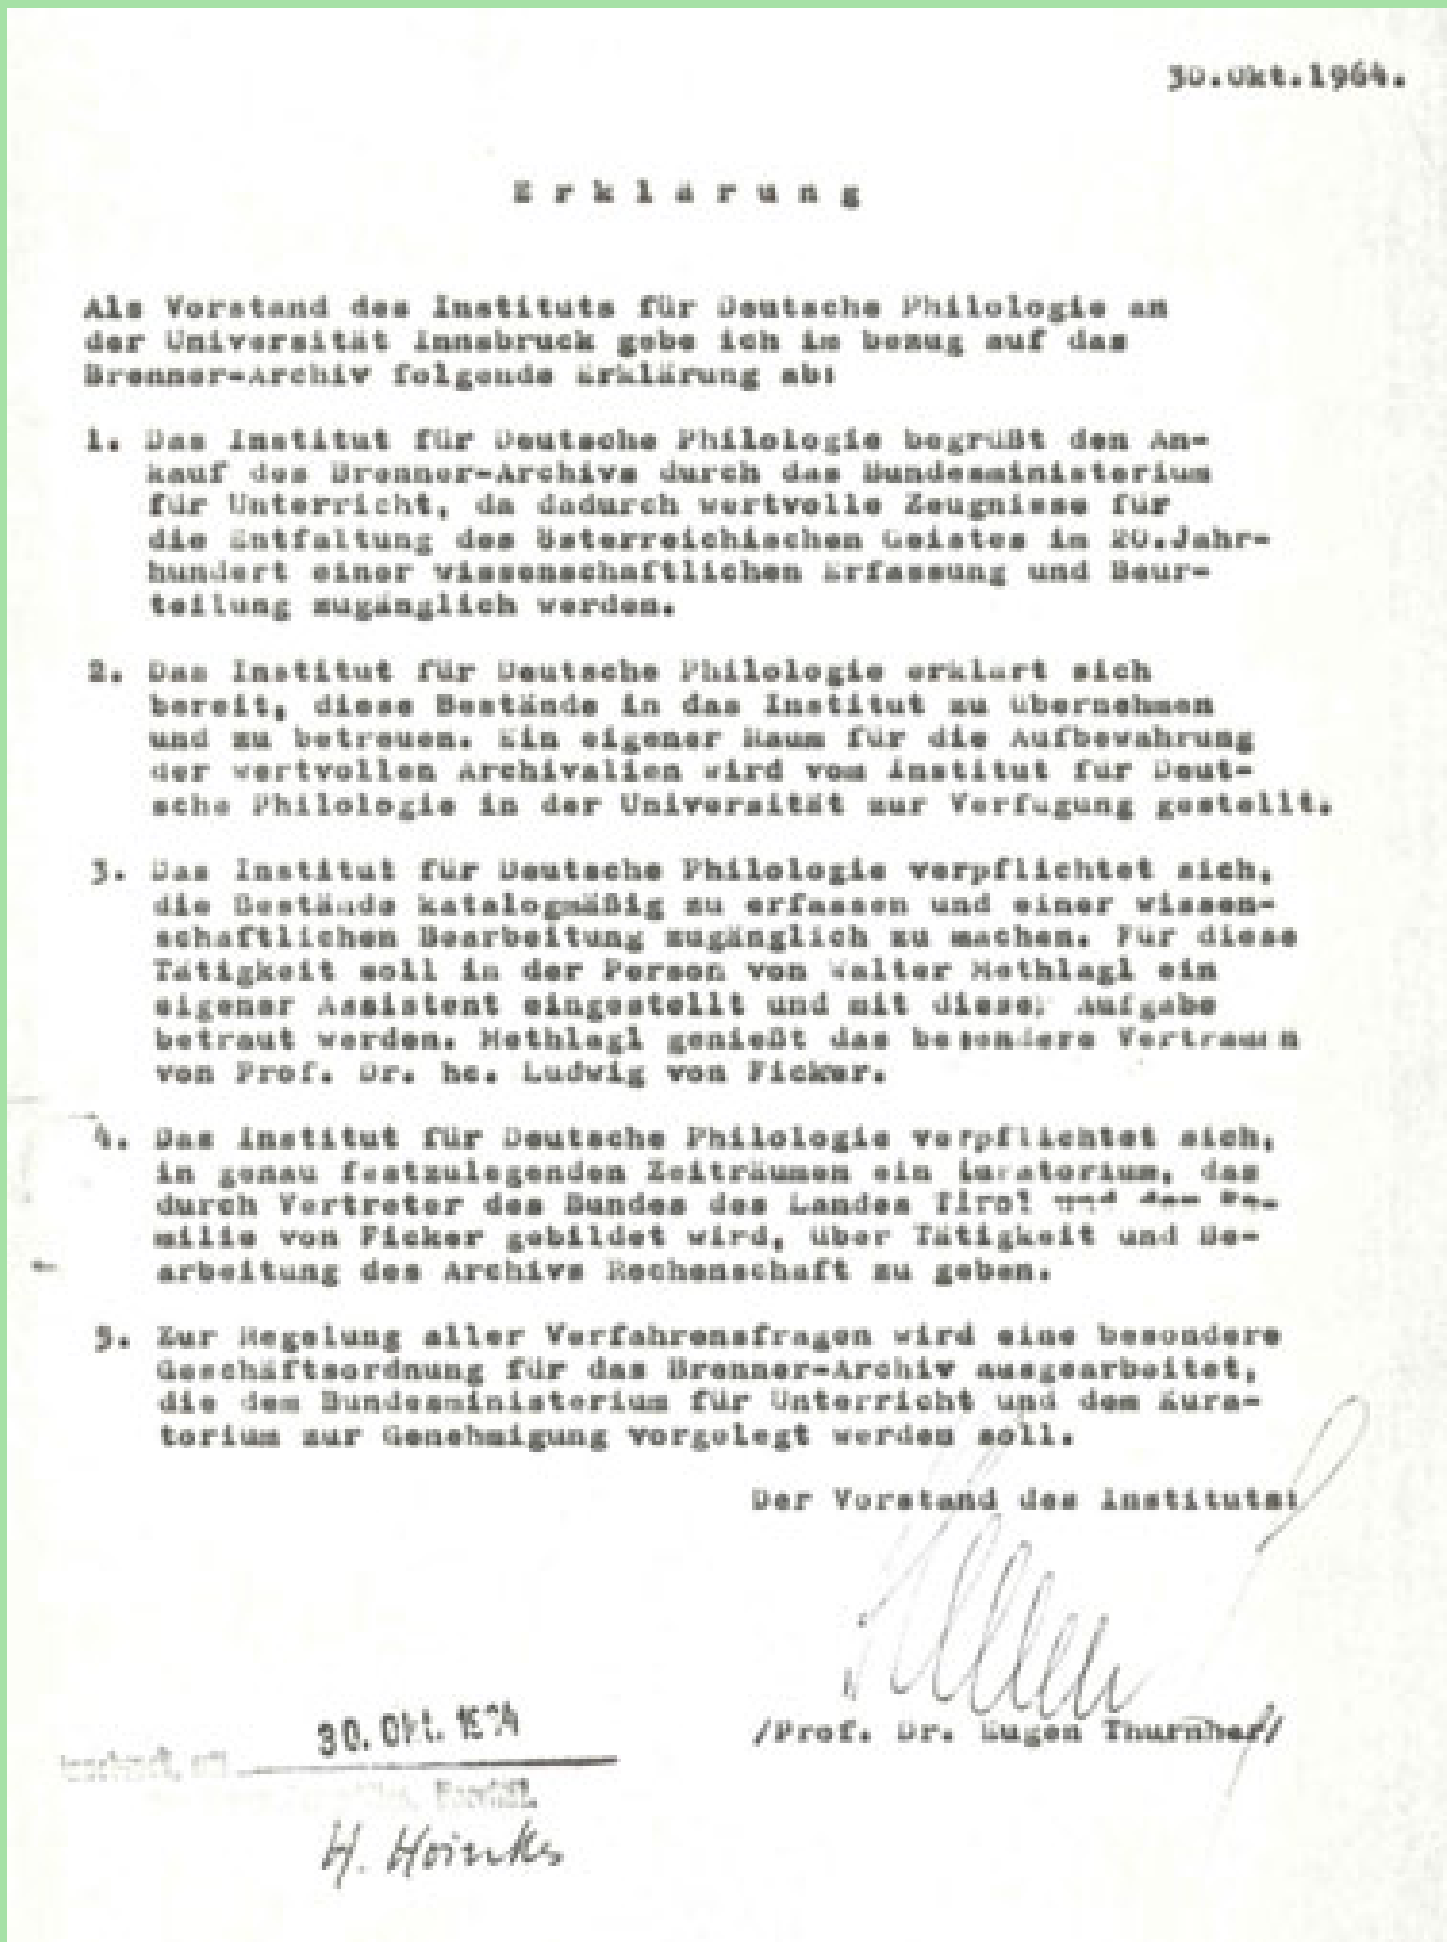 30.Okt.1964.
E r k l ä r u n g
Als Vorstand des Instituts für Deutsche Philologie an
der Universität Innsbruck gebe ich in bezug auf das
Brenner-Archiv folgende Erklärung ab:
1. Das Institut für Deutsche Philologie begrüßt den An-
kauf des Brenner-Archivs durch das Bundesministerium
für Unterricht, da dadurch wertvolle Zeugnisse für
die Entfaltung des österreichischen Geistes im 20.Jahr-
hundert einer wissenschaftlichen Erfassung und Beur-
teilung zugänglich werden.
2. Das Institut für Deutsche Philologie erklärt sich
bereit, diese Bestände in das Institut zu übernehmen
und zu betreuen. Ein eigener Raum für die Aufbewahrung
der wertvollen Archivalien wird vom Institut für Deut-
sche Philologie in der Universität zur Verfügung gestellt.
3. Das Institut für Deutsche Philologie verpflichtet sich,
die Bestände katalogmäßig zu erfassen und einer wissen-
schaftlichen Bearbeitung zugänglich zu machen. Für diese
Tätigkeit soll in der Person von Walter Methlagl ein
eigener Assistent eingestellt und mit dieser Aufgabe
betraut werden. Methlagl genießt das besondere Vertrauen
von Prof. Dr. hc. Ludwig von Ficker.
4. Das Institut für Deutsche Philologie verpflichtet sich,
in genau festzulegenden Zeiträumen ein Kuratorium, das
durch Vertreter des Bundes des Landes Tirol und der Fa-
milie von Ficker gebildet wird, über Tätigkeit und Be-
arbeitung des Archivs Rechenschaft zu geben.
5. Zur Regelung aller Verfahrensfragen wird eine besondere
Geschäftsordnung für das Brenner-Archiv ausgearbeitet,
die dem Bundesministerium für Unterricht und dem Kura-
torium zur Genehmigung vorgelegt werden soll.
Der Vorstand des Instituts:
/Prof. Dr. Eugen Thurnher/
30. Okt.
H. Hoinkes